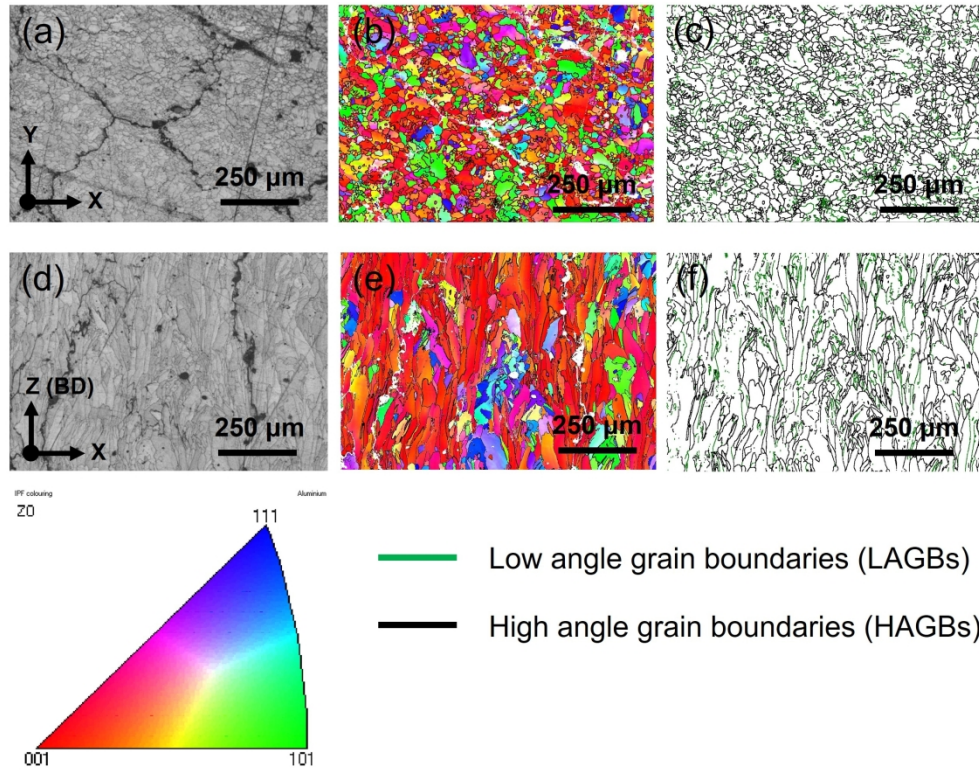 (a)
Y
X
250 µm
(b)
250 µm
(c)
250 µm
(d)
Z (BD)
X
250 µm
(e)
250 µm
(f)
250 µm
IPF colouring
Z0
Aluminium
111
001
101
Low angle grain boundaries (LAGBs)
High angle grain boundaries (HAGBs)